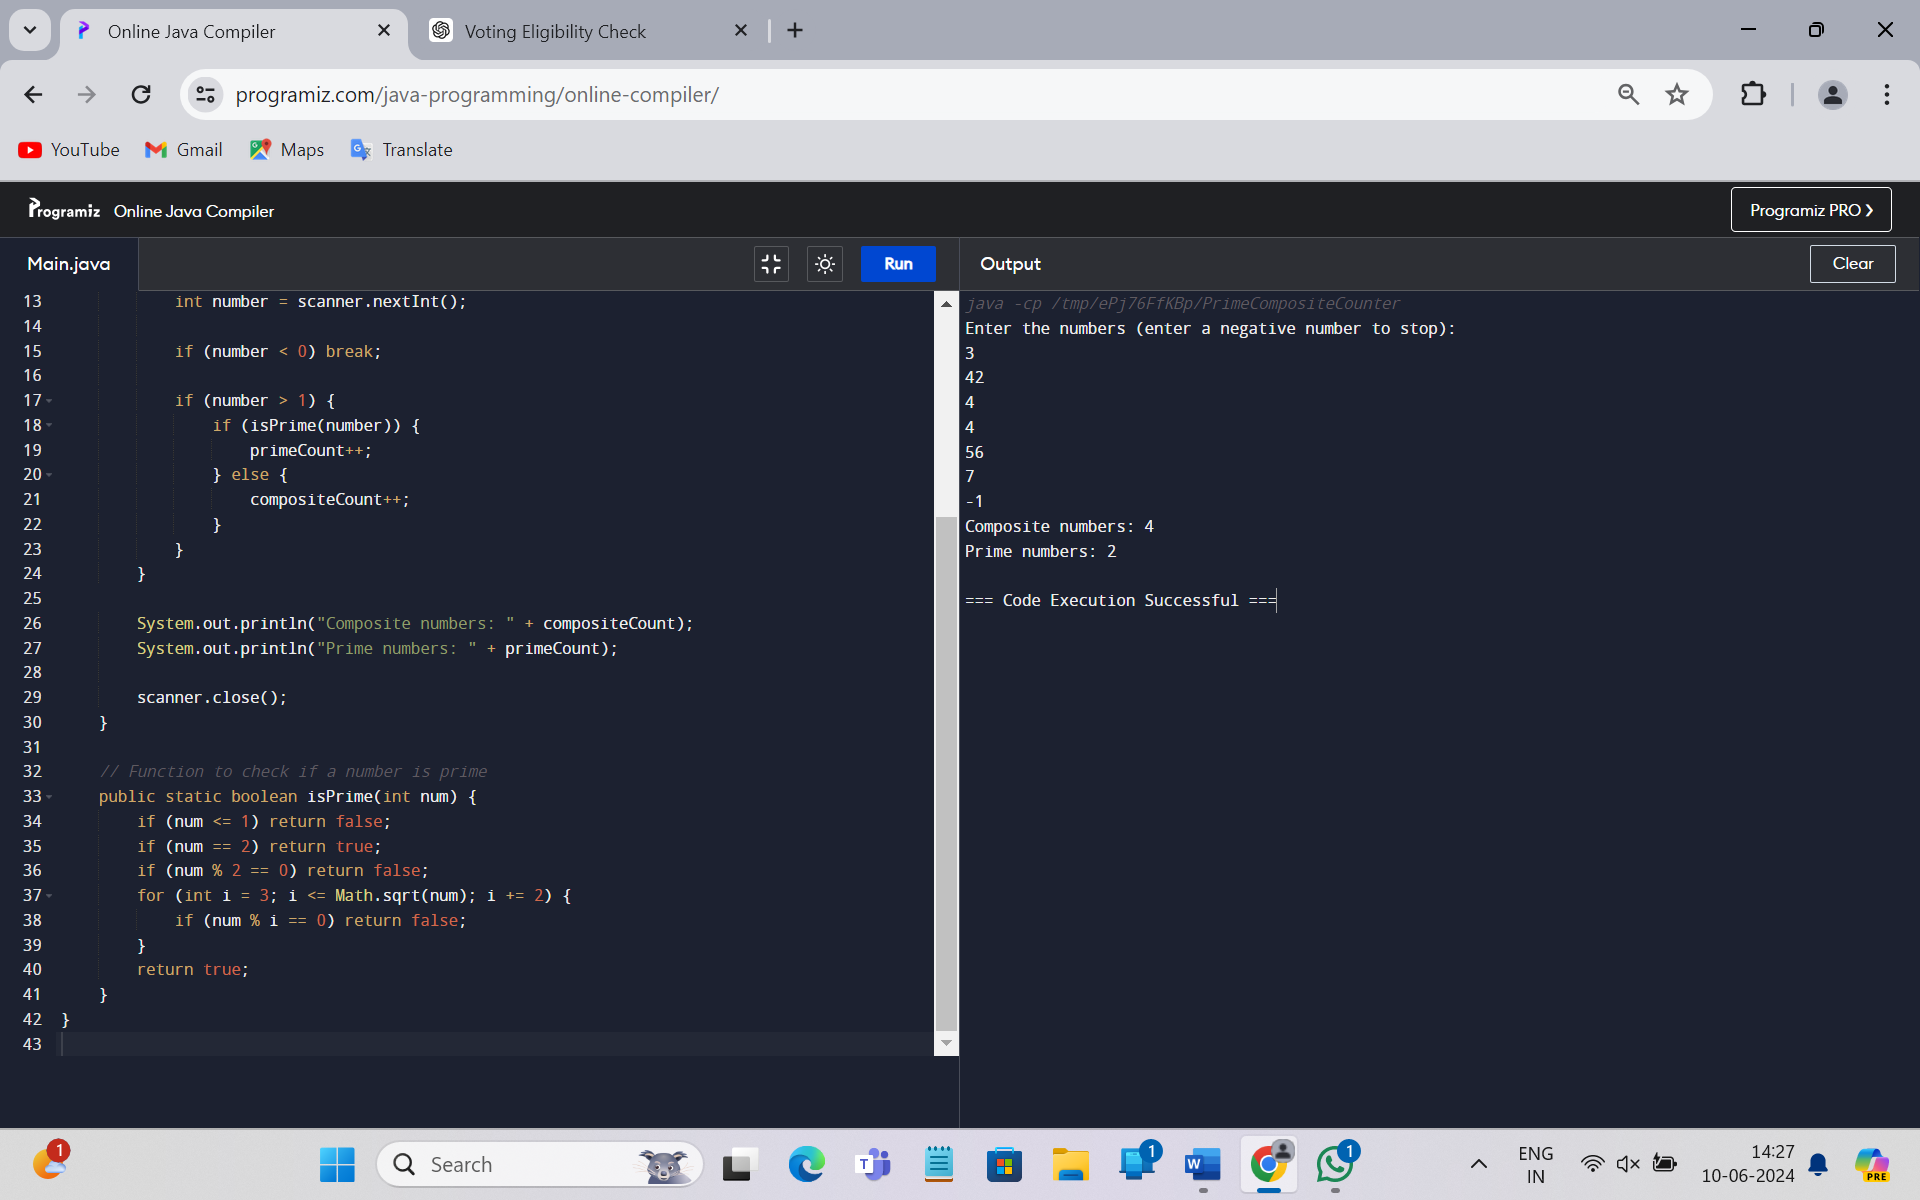 Online Java Compiler
Voting Eligibility Check
programiz.com/java-programming/online-compiler/
YouTube
Gmail
Maps
Translate
Programiz
Online Java Compiler
Programiz PRO
Main.java
Run
Output
Clear
13 int number = scanner.nextInt();
14
15 if (number < 0) break;
16
17 if (number > 1) {
18 if (isPrime(number)) {
19 primeCount++;
20 } else {
21 compositeCount++;
22 }
23 }
24 }
25
26 System.out.println("Composite numbers: " + compositeCount);
27 System.out.println("Prime numbers: " + primeCount);
28
29 scanner.close();
30 }
31
32 // Function to check if a number is prime
33 public static boolean isPrime(int num) {
34 if (num <= 1) return false;
35 if (num == 2) return true;
36 if (num % 2 == 0) return false;
37 for (int i = 3; i <= Math.sqrt(num); i += 2) {
38 if (num % i == 0) return false;
39 }
40 return true;
41 }
42 }
43
java -cp /tmp/ePj76FfKBp/PrimeCompositeCounter
Enter the numbers (enter a negative number to stop):
3
42
4
4
56
7
-1
Composite numbers: 4
Prime numbers: 2
=== Code Execution Successful ===
1
Search
1
1
ENG
IN
14:27
10-06-2024
PRE